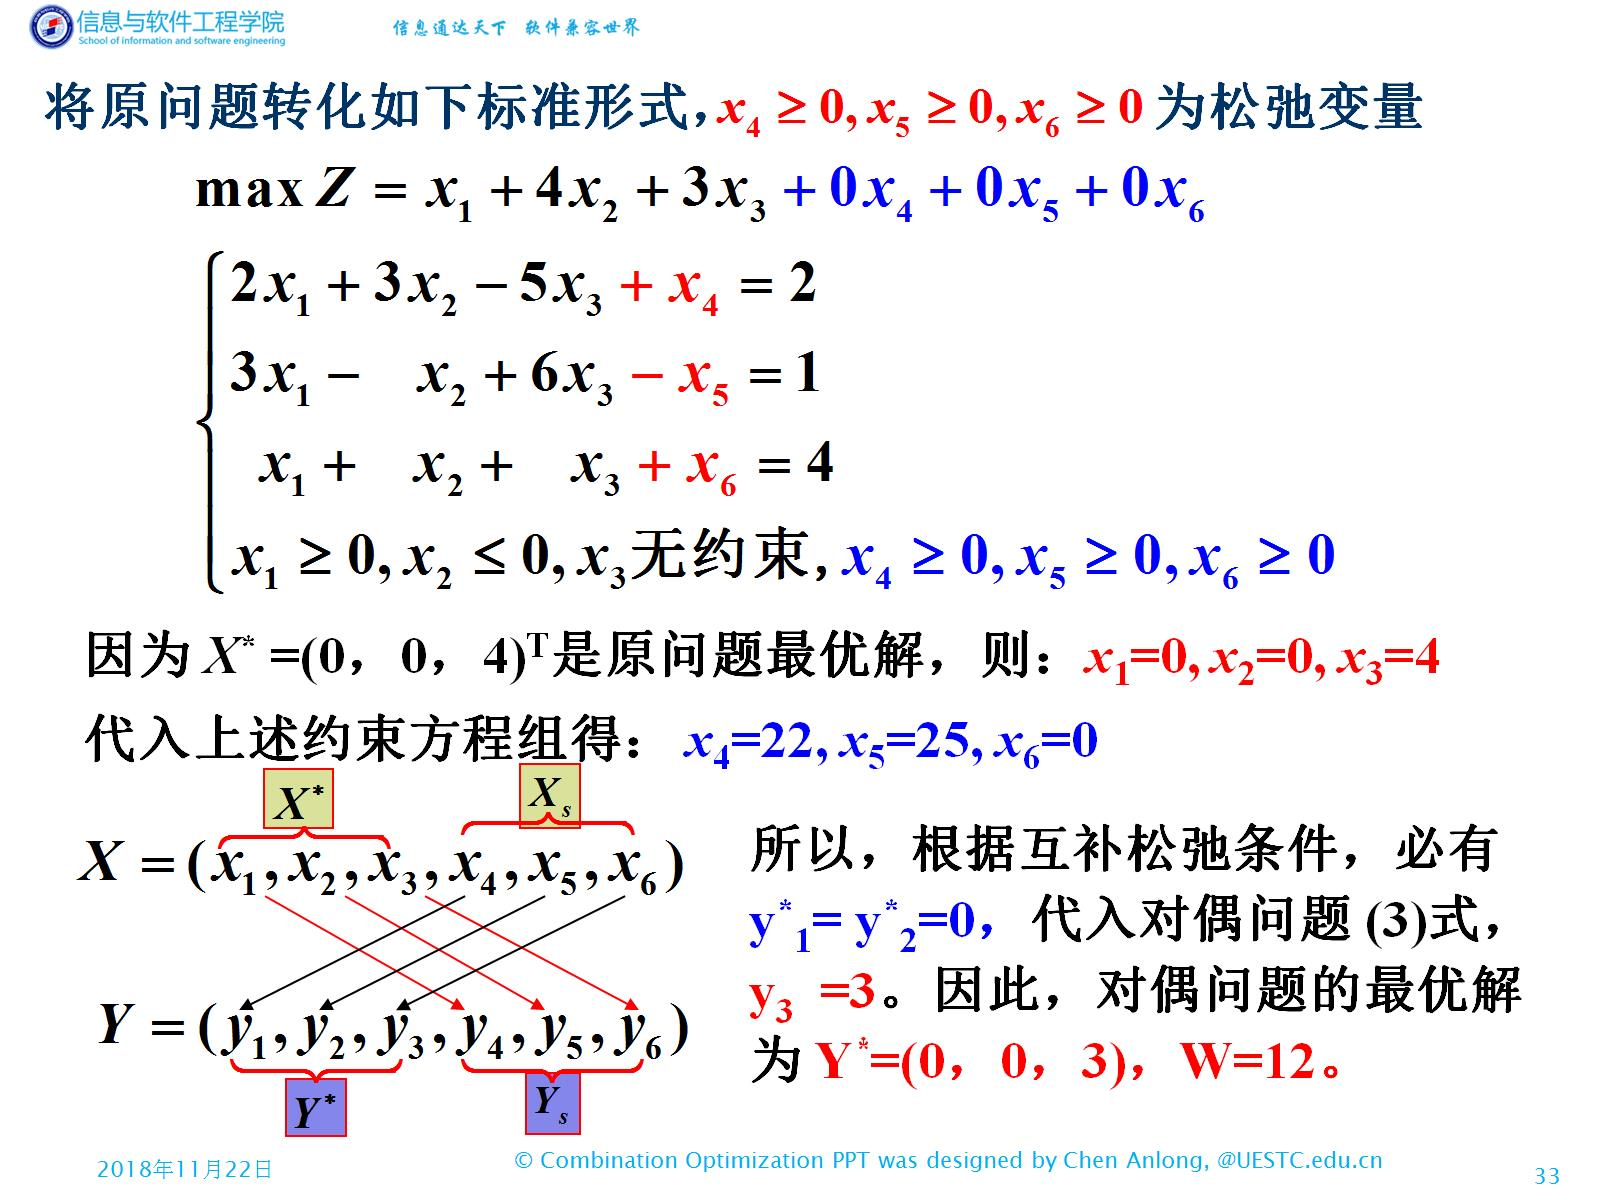 信息与软件工程学院
School of information and software engineering
信息通达天下 软件兼容世界
将原问题转化如下标准形式，x₄ ≥ 0, x₅ ≥ 0, x₆ ≥ 0 为松弛变量
max Z = x₁ + 4x₂ + 3x₃ + 0x₄ + 0x₅ + 0x₆
2x₁ + 3x₂ − 5x₃ + x₄ = 2
3x₁ − x₂ + 6x₃ − x₅ = 1
x₁ + x₂ + x₃ + x₆ = 4
x₁ ≥ 0, x₂ ≤ 0, x₃无约束, x₄ ≥ 0, x₅ ≥ 0, x₆ ≥ 0
因为 X* =(0，0，4)ᵀ是原问题最优解，则：x₁=0, x₂=0, x₃=4
代入上述约束方程组得： x₄=22, x₅=25, x₆=0
X* Xₛ
X = (x₁, x₂, x₃, x₄, x₅, x₆)
Y = (y₁, y₂, y₃, y₄, y₅, y₆)
Y* Yₛ
所以，根据互补松弛条件，必有
y*₁= y*₂=0，代入对偶问题 (3)式，
y₃ =3。因此，对偶问题的最优解
为 Y*=(0，0，3)，W=12。
2018年11月22日
© Combination Optimization PPT was designed by Chen Anlong, @UESTC.edu.cn
33